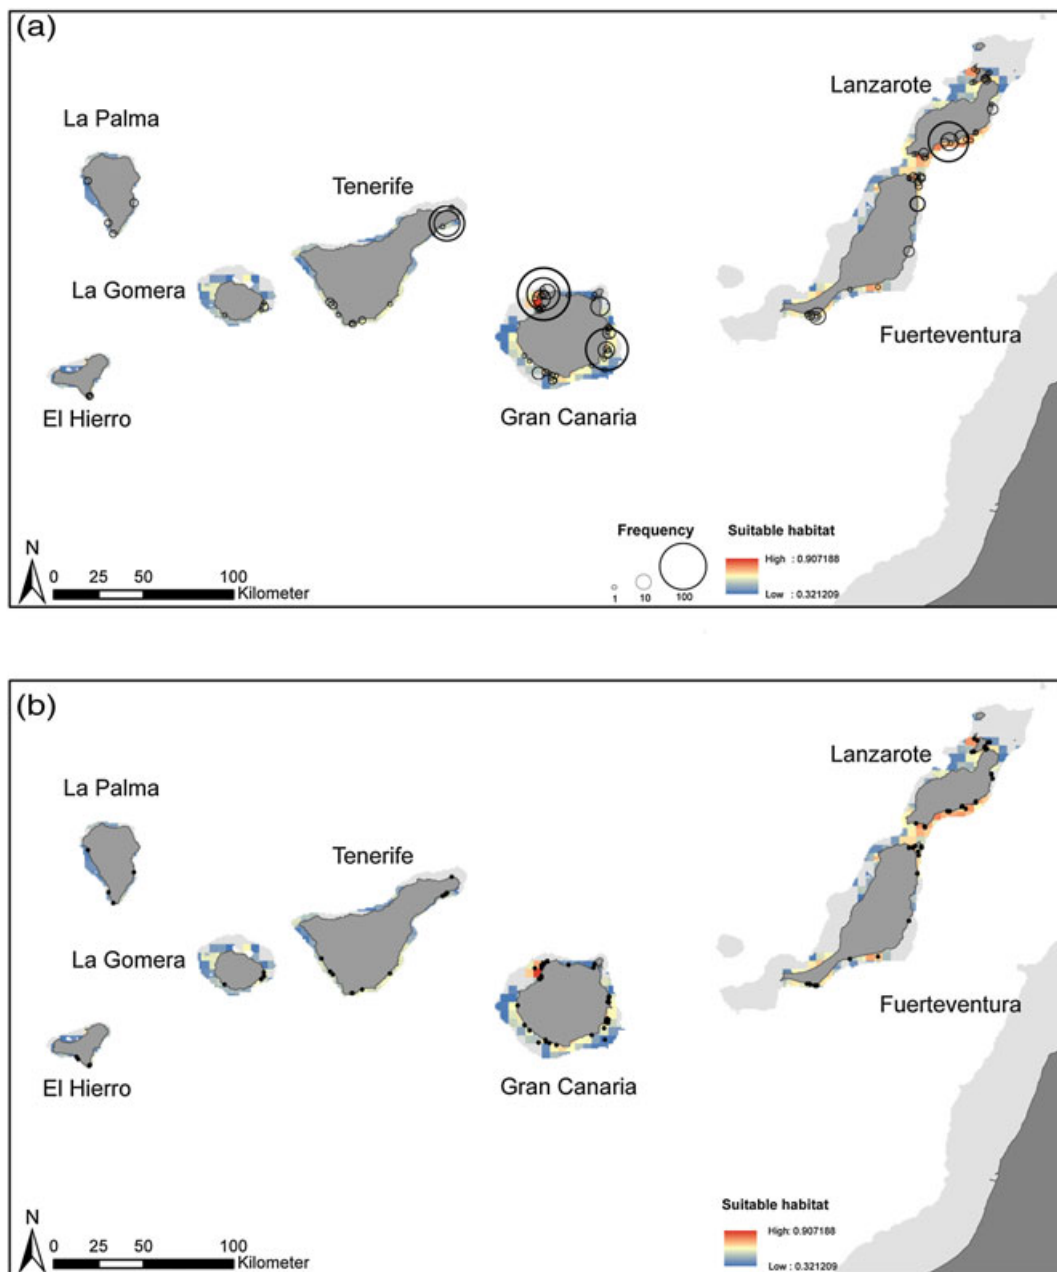 (a)
Lanzarote
La Palma
Tenerife
La Gomera
Fuerteventura
El Hierro
Gran Canaria
N
Frequency
Suitable habitat
High : 0.907188
0 25 50 100
Kilometer
1 10 100
Low : 0.321209
(b)
Lanzarote
La Palma
Tenerife
La Gomera
Fuerteventura
El Hierro
Gran Canaria
N
Suitable habitat
High: 0.907188
0 25 50 100
Kilometer
Low : 0.321209